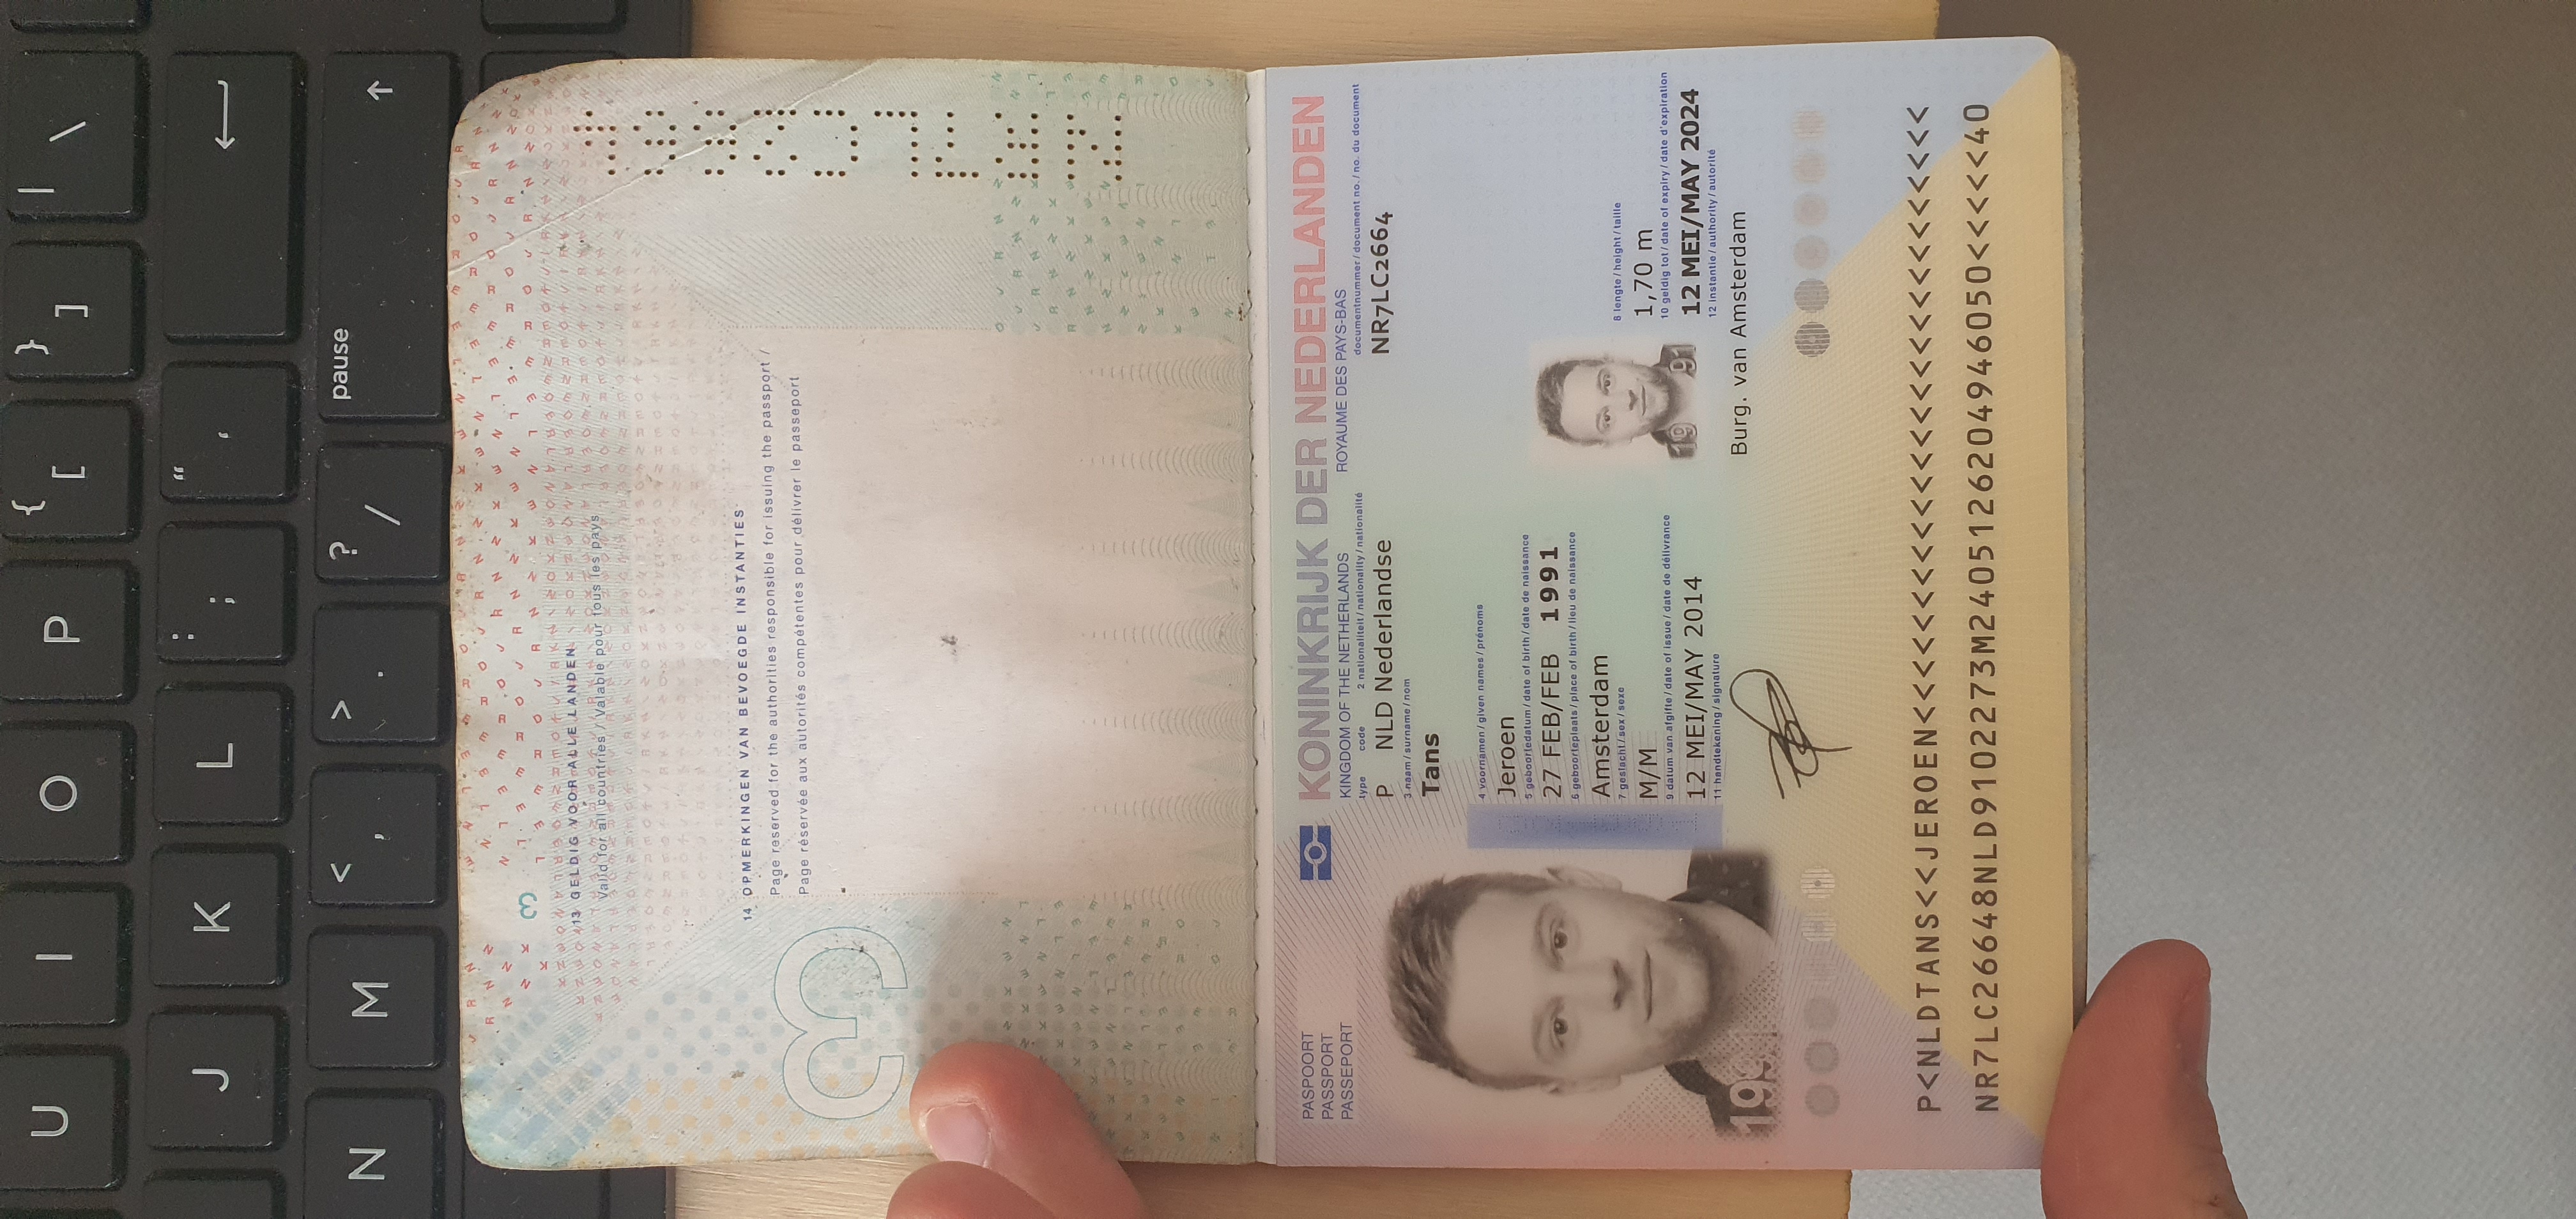 U I O P { [ } ] | \
J K L : ; " ' 
N M < , > . ? / pause
3
13 GELDIG VOOR ALLE LANDEN
Valid for all countries / Valable pour tous les pays
14 OPMERKINGEN VAN BEVOEGDE INSTANTIES
Page reserved for the authorities responsible for issuing the passport /
Page réservée aux autorités compétentes pour délivrer le passeport
3
NR7LC2664
PASPOORT
PASSPORT
PASSEPORT
KONINKRIJK DER NEDERLANDEN
KINGDOM OF THE NETHERLANDS ROYAUME DES PAYS-BAS
type code 2 nationaliteit / nationality / nationalité documentnummer / document no. / no. du document
P NLD Nederlandse NR7LC2664
3 naam / surname / nom
Tans
4 voornamen / given names / prénoms
Jeroen
5 geboortedatum / date of birth / date de naissance
27 FEB/FEB 1991
6 geboorteplaats / place of birth / lieu de naissance
Amsterdam
7 geslacht / sex / sexe 8 lengte / height / taille
M/M 1,70 m
9 datum van afgifte / date of issue / date de délivrance 10 geldig tot / date of expiry / date d'expiration
12 MEI/MAY 2014 12 MEI/MAY 2024
11 handtekening / signature 12 instantie / authority / autorité
Burg. van Amsterdam
1991
19 91
P<NLDTANS<<JEROEN<<<<<<<<<<<<<<<<<<<<<<<<<<<
NR7LC26648NLD9102273M2405126204946050<<<<<40